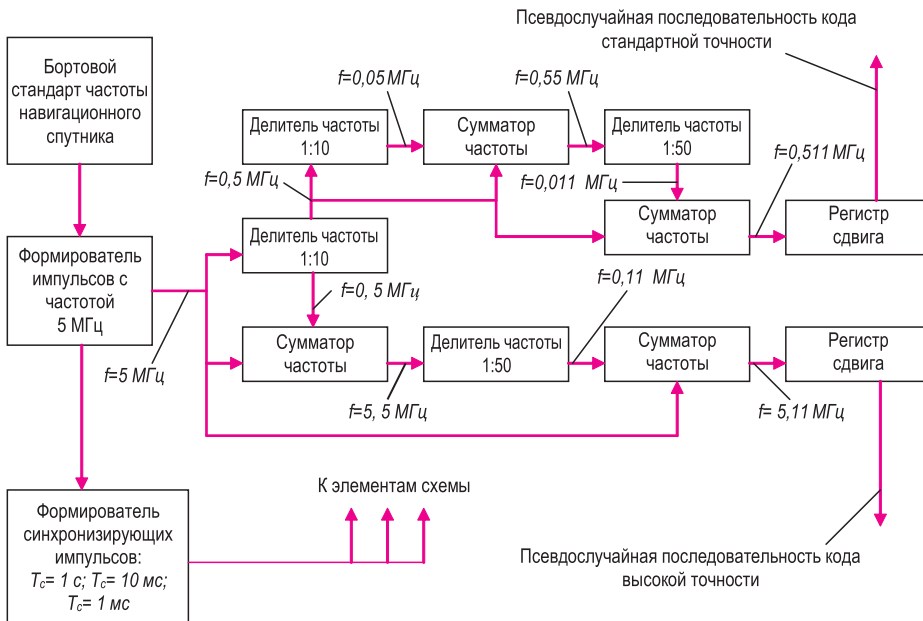 Псевдослучайная последовательность кода
стандартной точности
Бортовой
стандарт частоты
навигационного
спутника
f=0,05 МГц
f=0,55 МГц
Делитель частоты
1:10
Сумматор
частоты
Делитель частоты
1:50
f=0,511 МГц
f=0,5 МГц
f=0,011 МГц
Сумматор
частоты
Регистр
сдвига
Делитель частоты
1:10
Формирователь
импульсов с
частотой
5 МГц
f=0, 5 МГц
f=0,11 МГц
Сумматор
частоты
Делитель частоты
1:50
Сумматор
частоты
Регистр
сдвига
f=5 МГц
f=5, 5 МГц
f= 5,11 МГц
К элементам схемы
Формирователь
синхронизирующих
импульсов:
Tc= 1 с; Tc= 10 мс;
Tc= 1 мс
Псевдослучайная последовательность кода
высокой точности